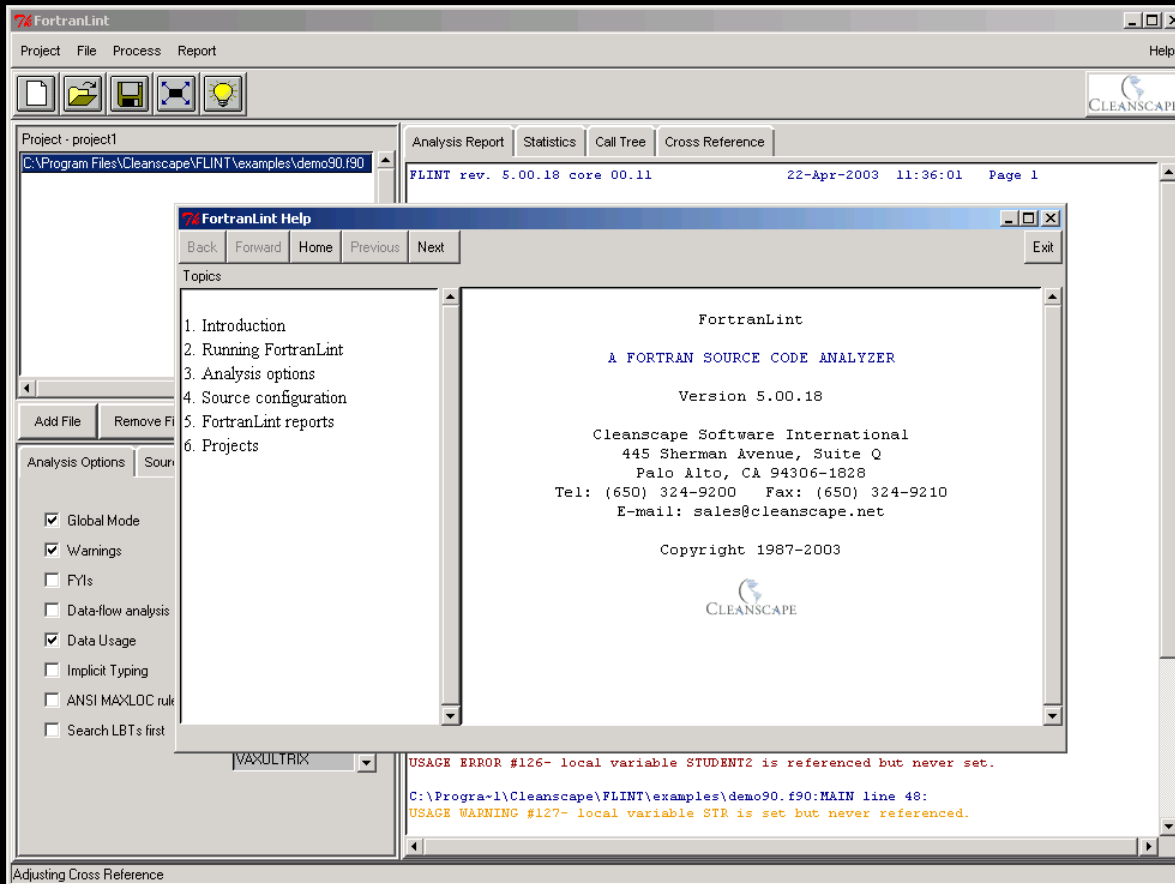 FortranLint
Project File Process Report Help
CLEANSCAPE
Project - project1
C:\Program Files\Cleanscape\FLINT\examples\demo90.f90
Analysis Report Statistics Call Tree Cross Reference
FLINT rev. 5.00.18 core 00.11 22-Apr-2003 11:36:01 Page 1
FortranLint Help
Back Forward Home Previous Next Exit
Topics
1. Introduction
2. Running FortranLint
3. Analysis options
4. Source configuration
5. FortranLint reports
6. Projects
FortranLint
A FORTRAN SOURCE CODE ANALYZER
Version 5.00.18
Cleanscape Software International
445 Sherman Avenue, Suite Q
Palo Alto, CA 94306-1828
Tel: (650) 324-9200 Fax: (650) 324-9210
E-mail: sales@cleanscape.net
Copyright 1987-2003
CLEANSCAPE
Add File Remove Fi
Analysis Options Sour
Global Mode
Warnings
FYIs
Data-flow analysis
Data Usage
Implicit Typing
ANSI MAXLOC rule
Search LBTs first
VAXULTRIX
USAGE ERROR #126- local variable STUDENT2 is referenced but never set.
C:\Progra~1\Cleanscape\FLINT\examples\demo90.f90:MAIN line 48:
USAGE WARNING #127- local variable STR is set but never referenced.
Adjusting Cross Reference